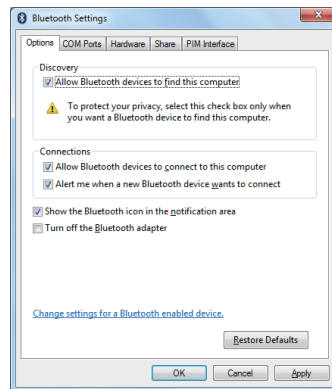 Bluetooth Settings
Options COM Ports Hardware Share PIM Interface
Discovery
Allow Bluetooth devices to find this computer
To protect your privacy, select this check box only when
you want a Bluetooth device to find this computer.
Connections
Allow Bluetooth devices to connect to this computer
Alert me when a new Bluetooth device wants to connect
Show the Bluetooth icon in the notification area
Turn off the Bluetooth adapter
Change settings for a Bluetooth enabled device.
Restore Defaults
OK Cancel Apply